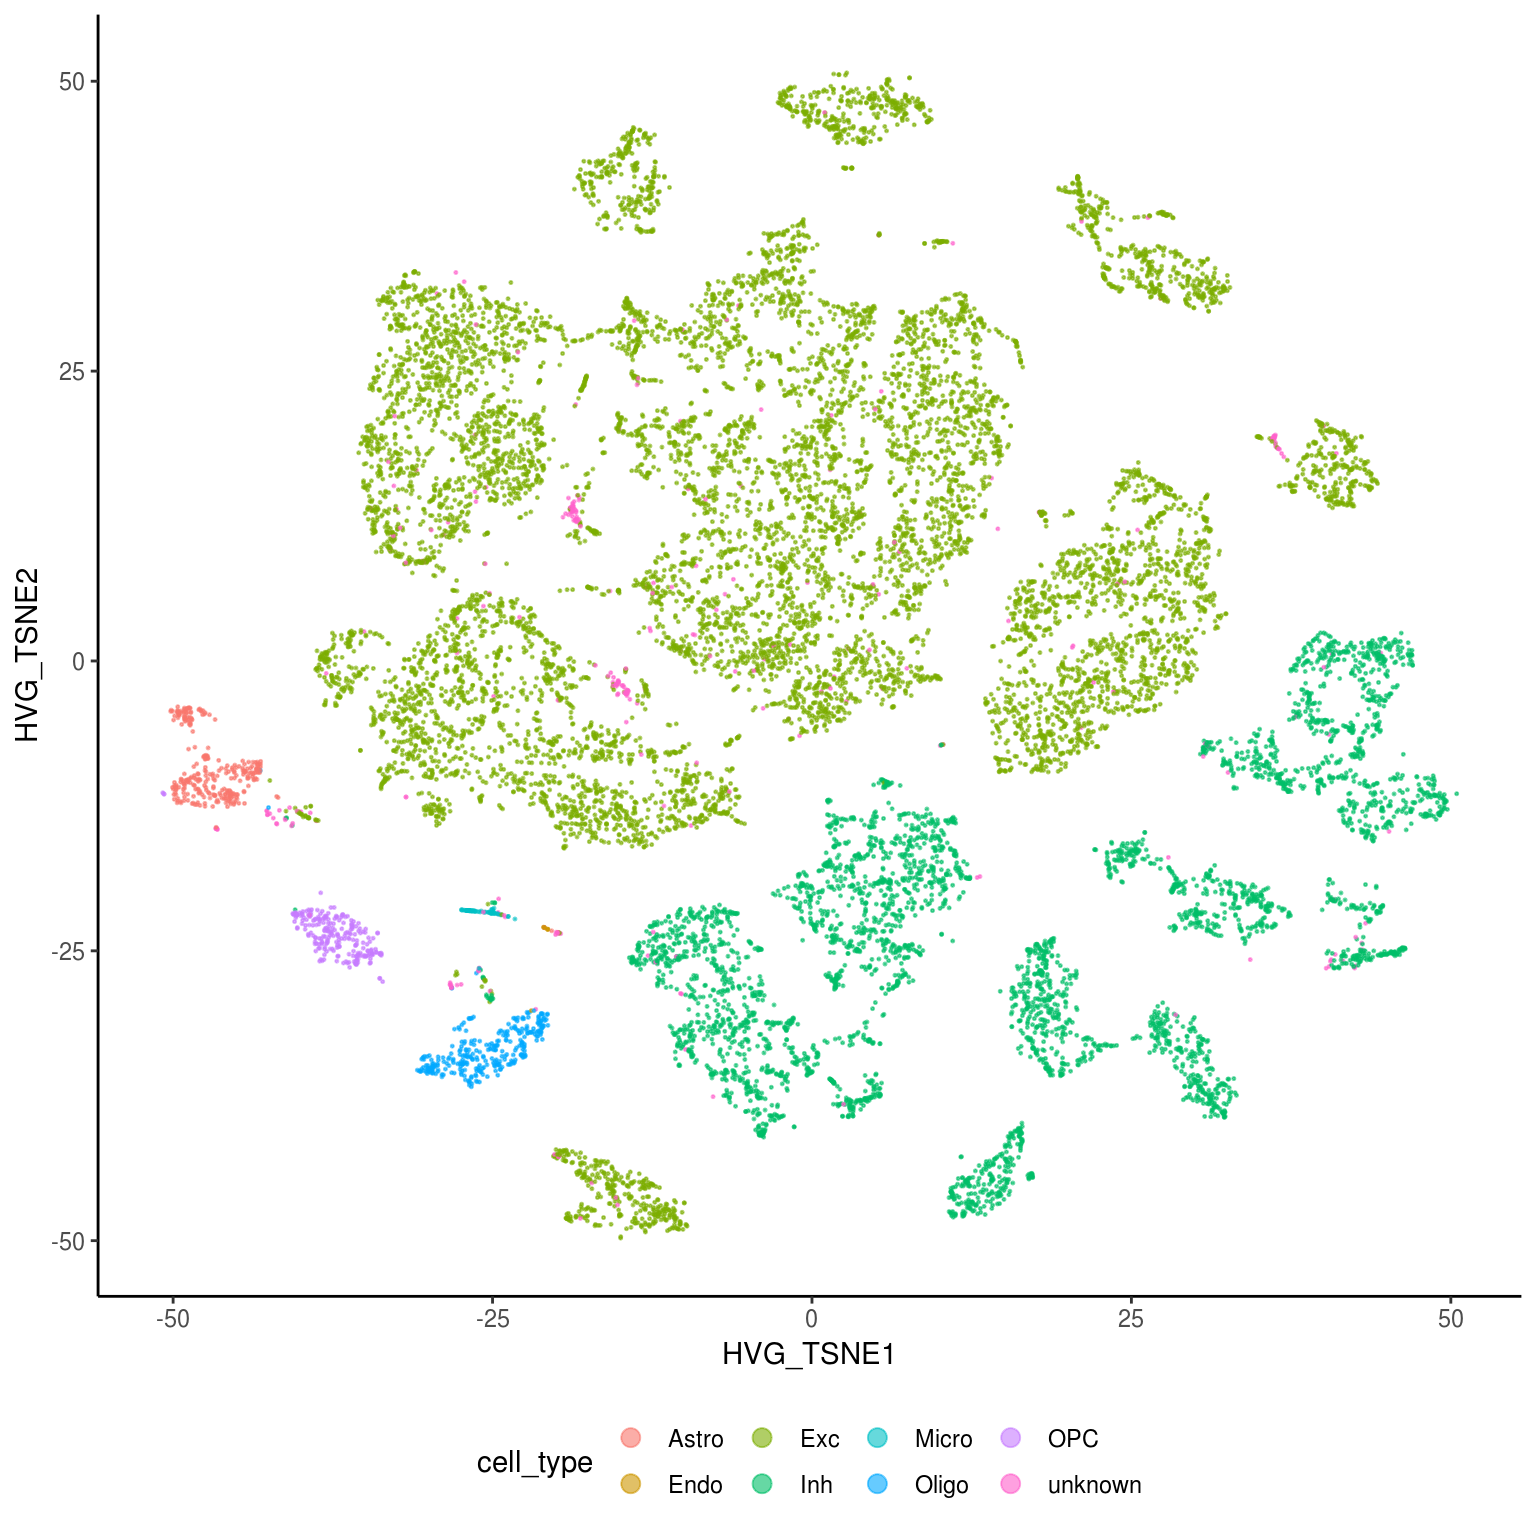 HVG_TSNE2
50
25
0
-25
-50
-50 -25 0 25 50
HVG_TSNE1
cell_type
Astro Exc Micro OPC
Endo Inh Oligo unknown